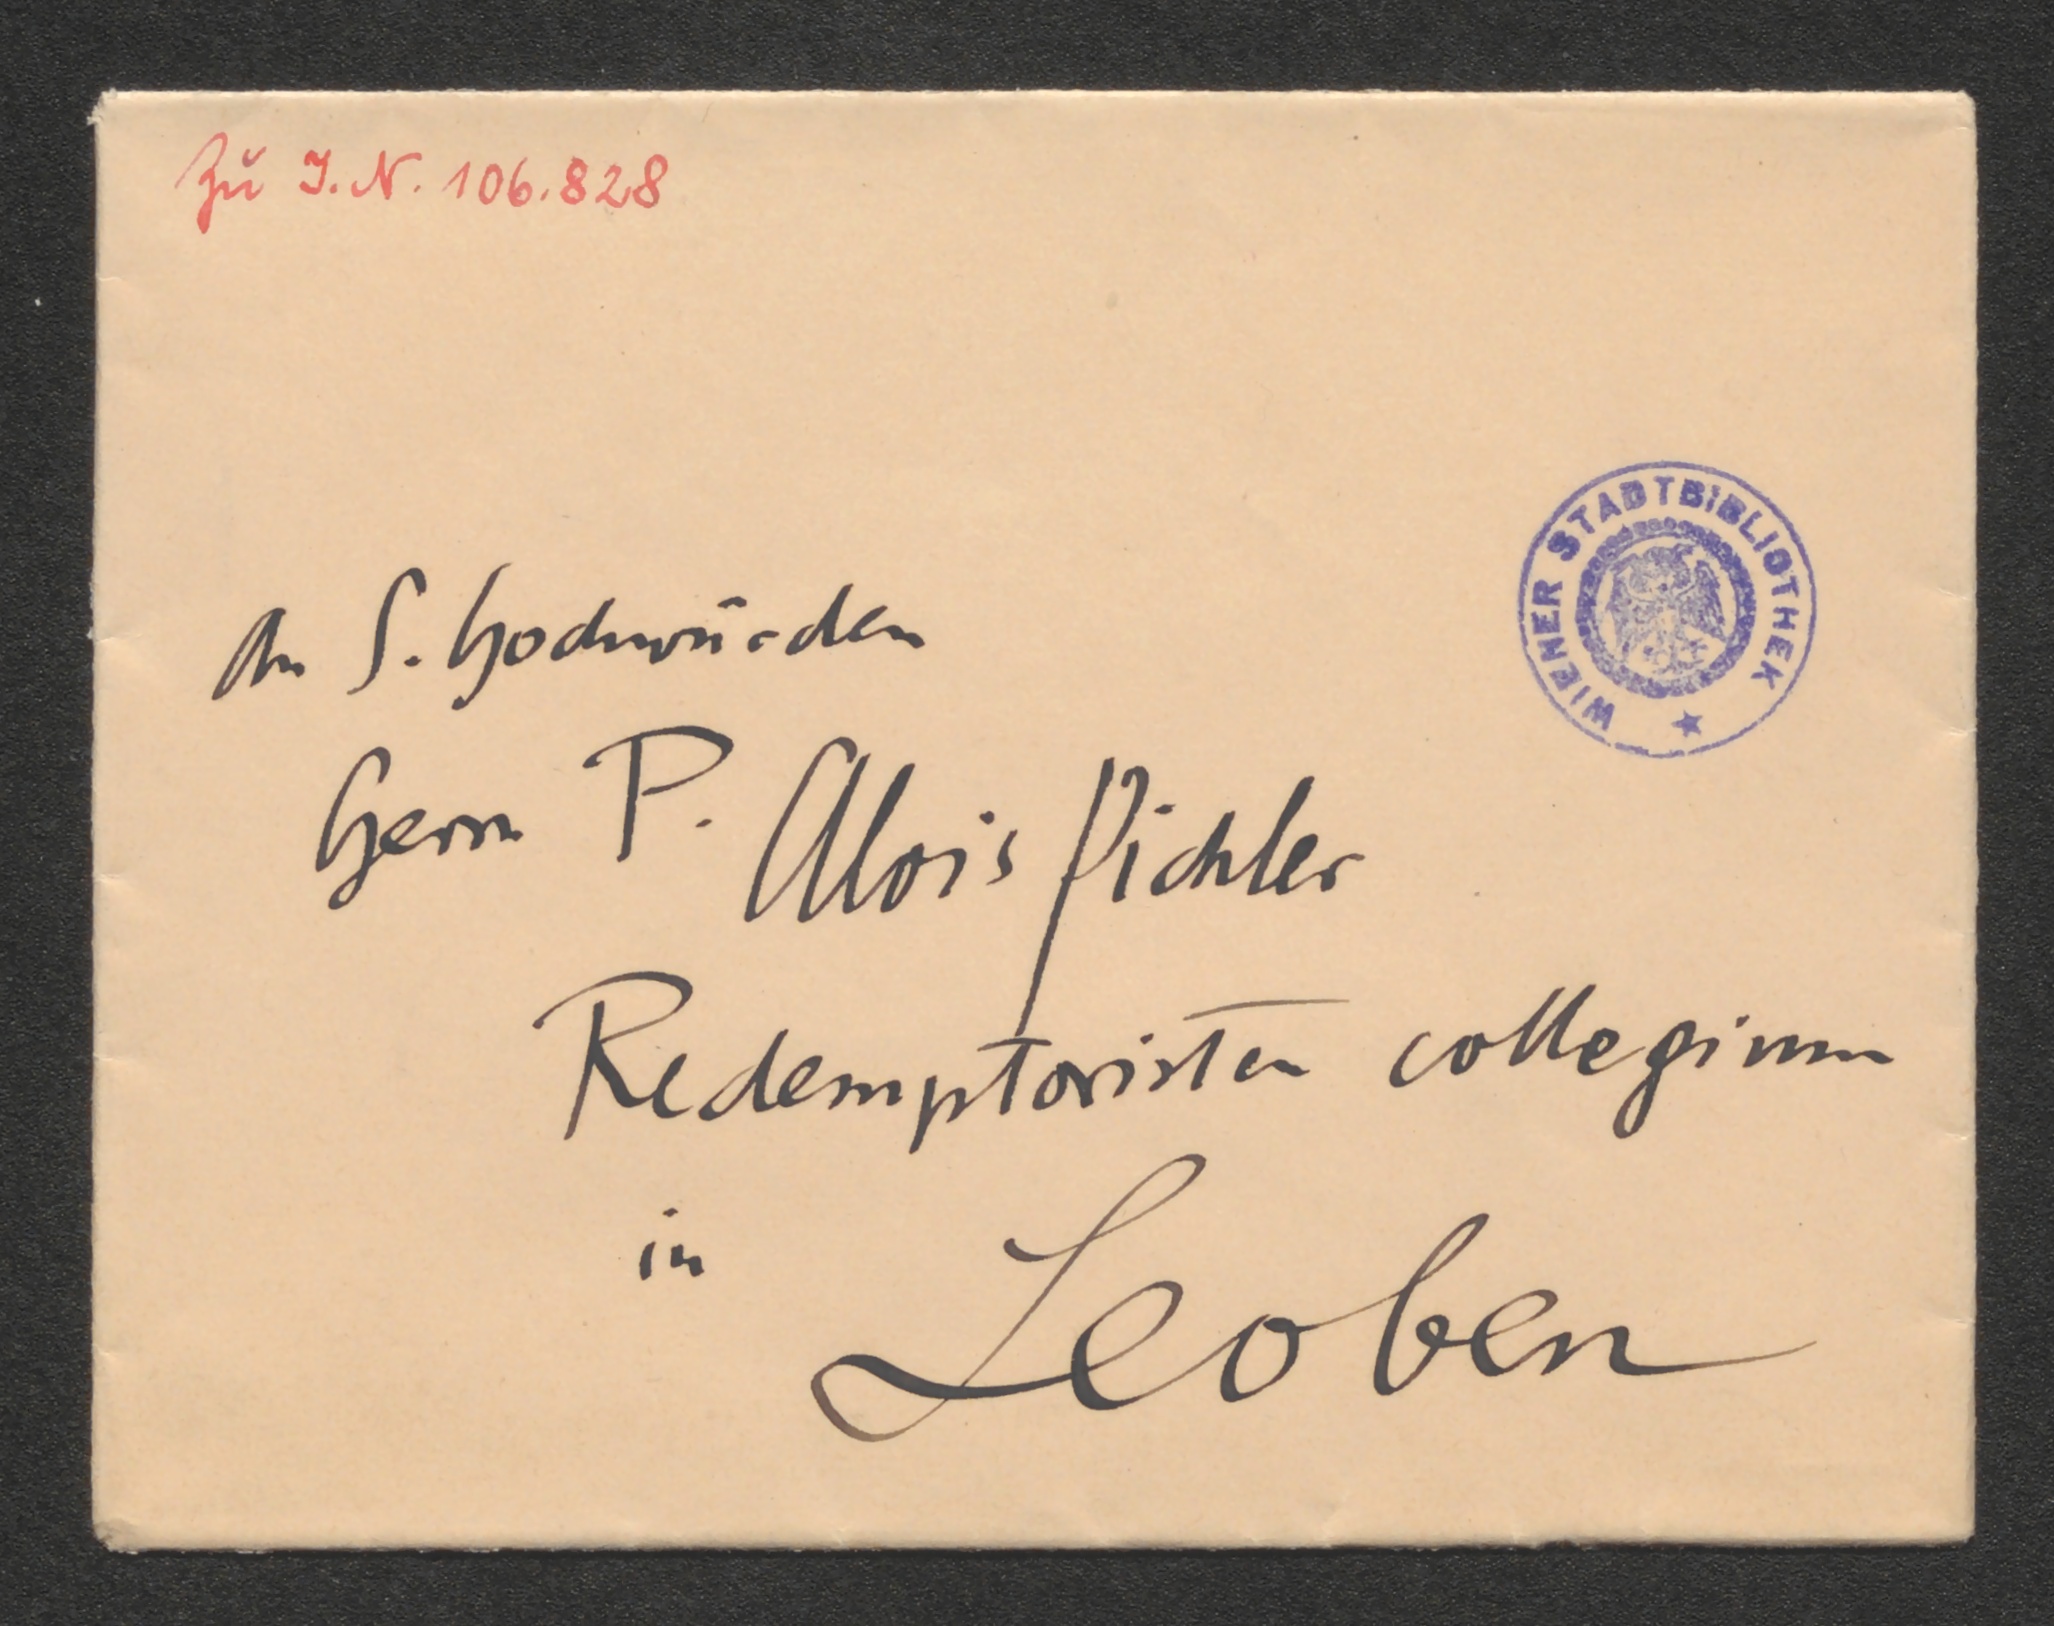 Zu I.N. 106.828
WIENER STADTBIBLIOTHEK
An S. Hochwürden
Herrn P. Alois Pichler
Redemptoristen collegium
in Leoben